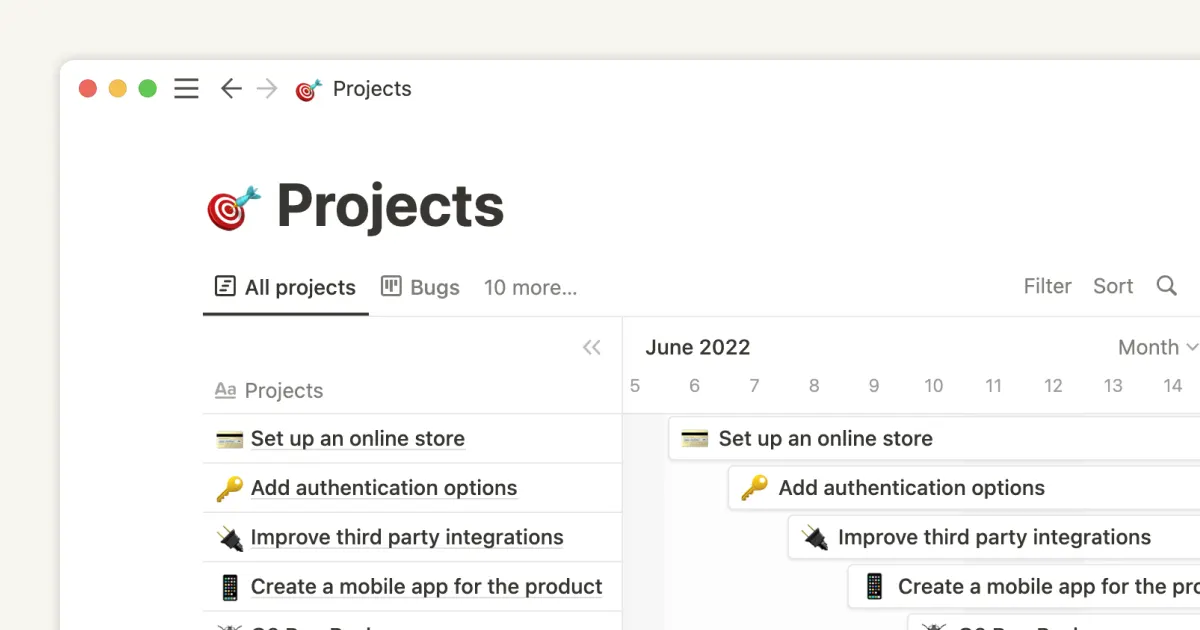 Projects
Projects
All projects Bugs 10 more... Filter Sort
June 2022 Month
Aa Projects
5 6 7 8 9 10 11 12 13 14
Set up an online store Set up an online store
Add authentication options Add authentication options
Improve third party integrations Improve third party integrations
Create a mobile app for the product Create a mobile app for the